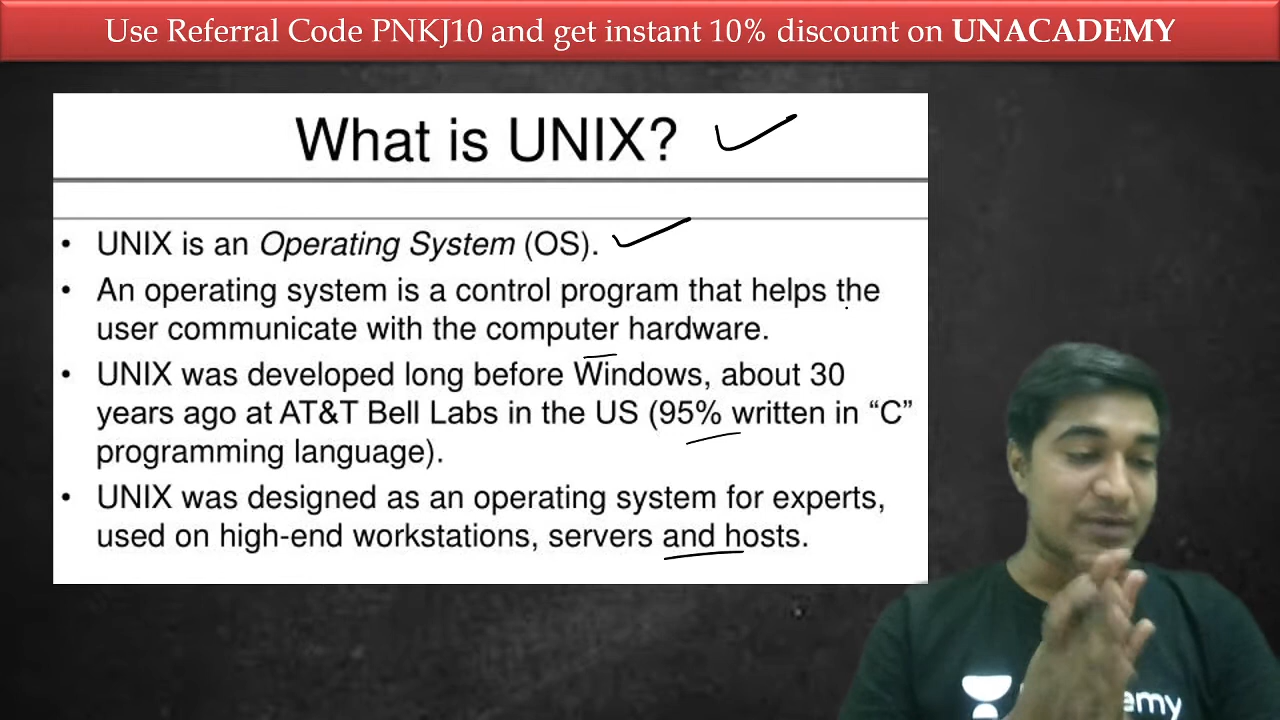 Use Referral Code PNKJ10 and get instant 10% discount on UNACADEMY
What is UNIX?
• UNIX is an Operating System (OS).
• An operating system is a control program that helps the
user communicate with the computer hardware.
• UNIX was developed long before Windows, about 30
years ago at AT&T Bell Labs in the US (95% written in “C”
programming language).
• UNIX was designed as an operating system for experts,
used on high-end workstations, servers and hosts.